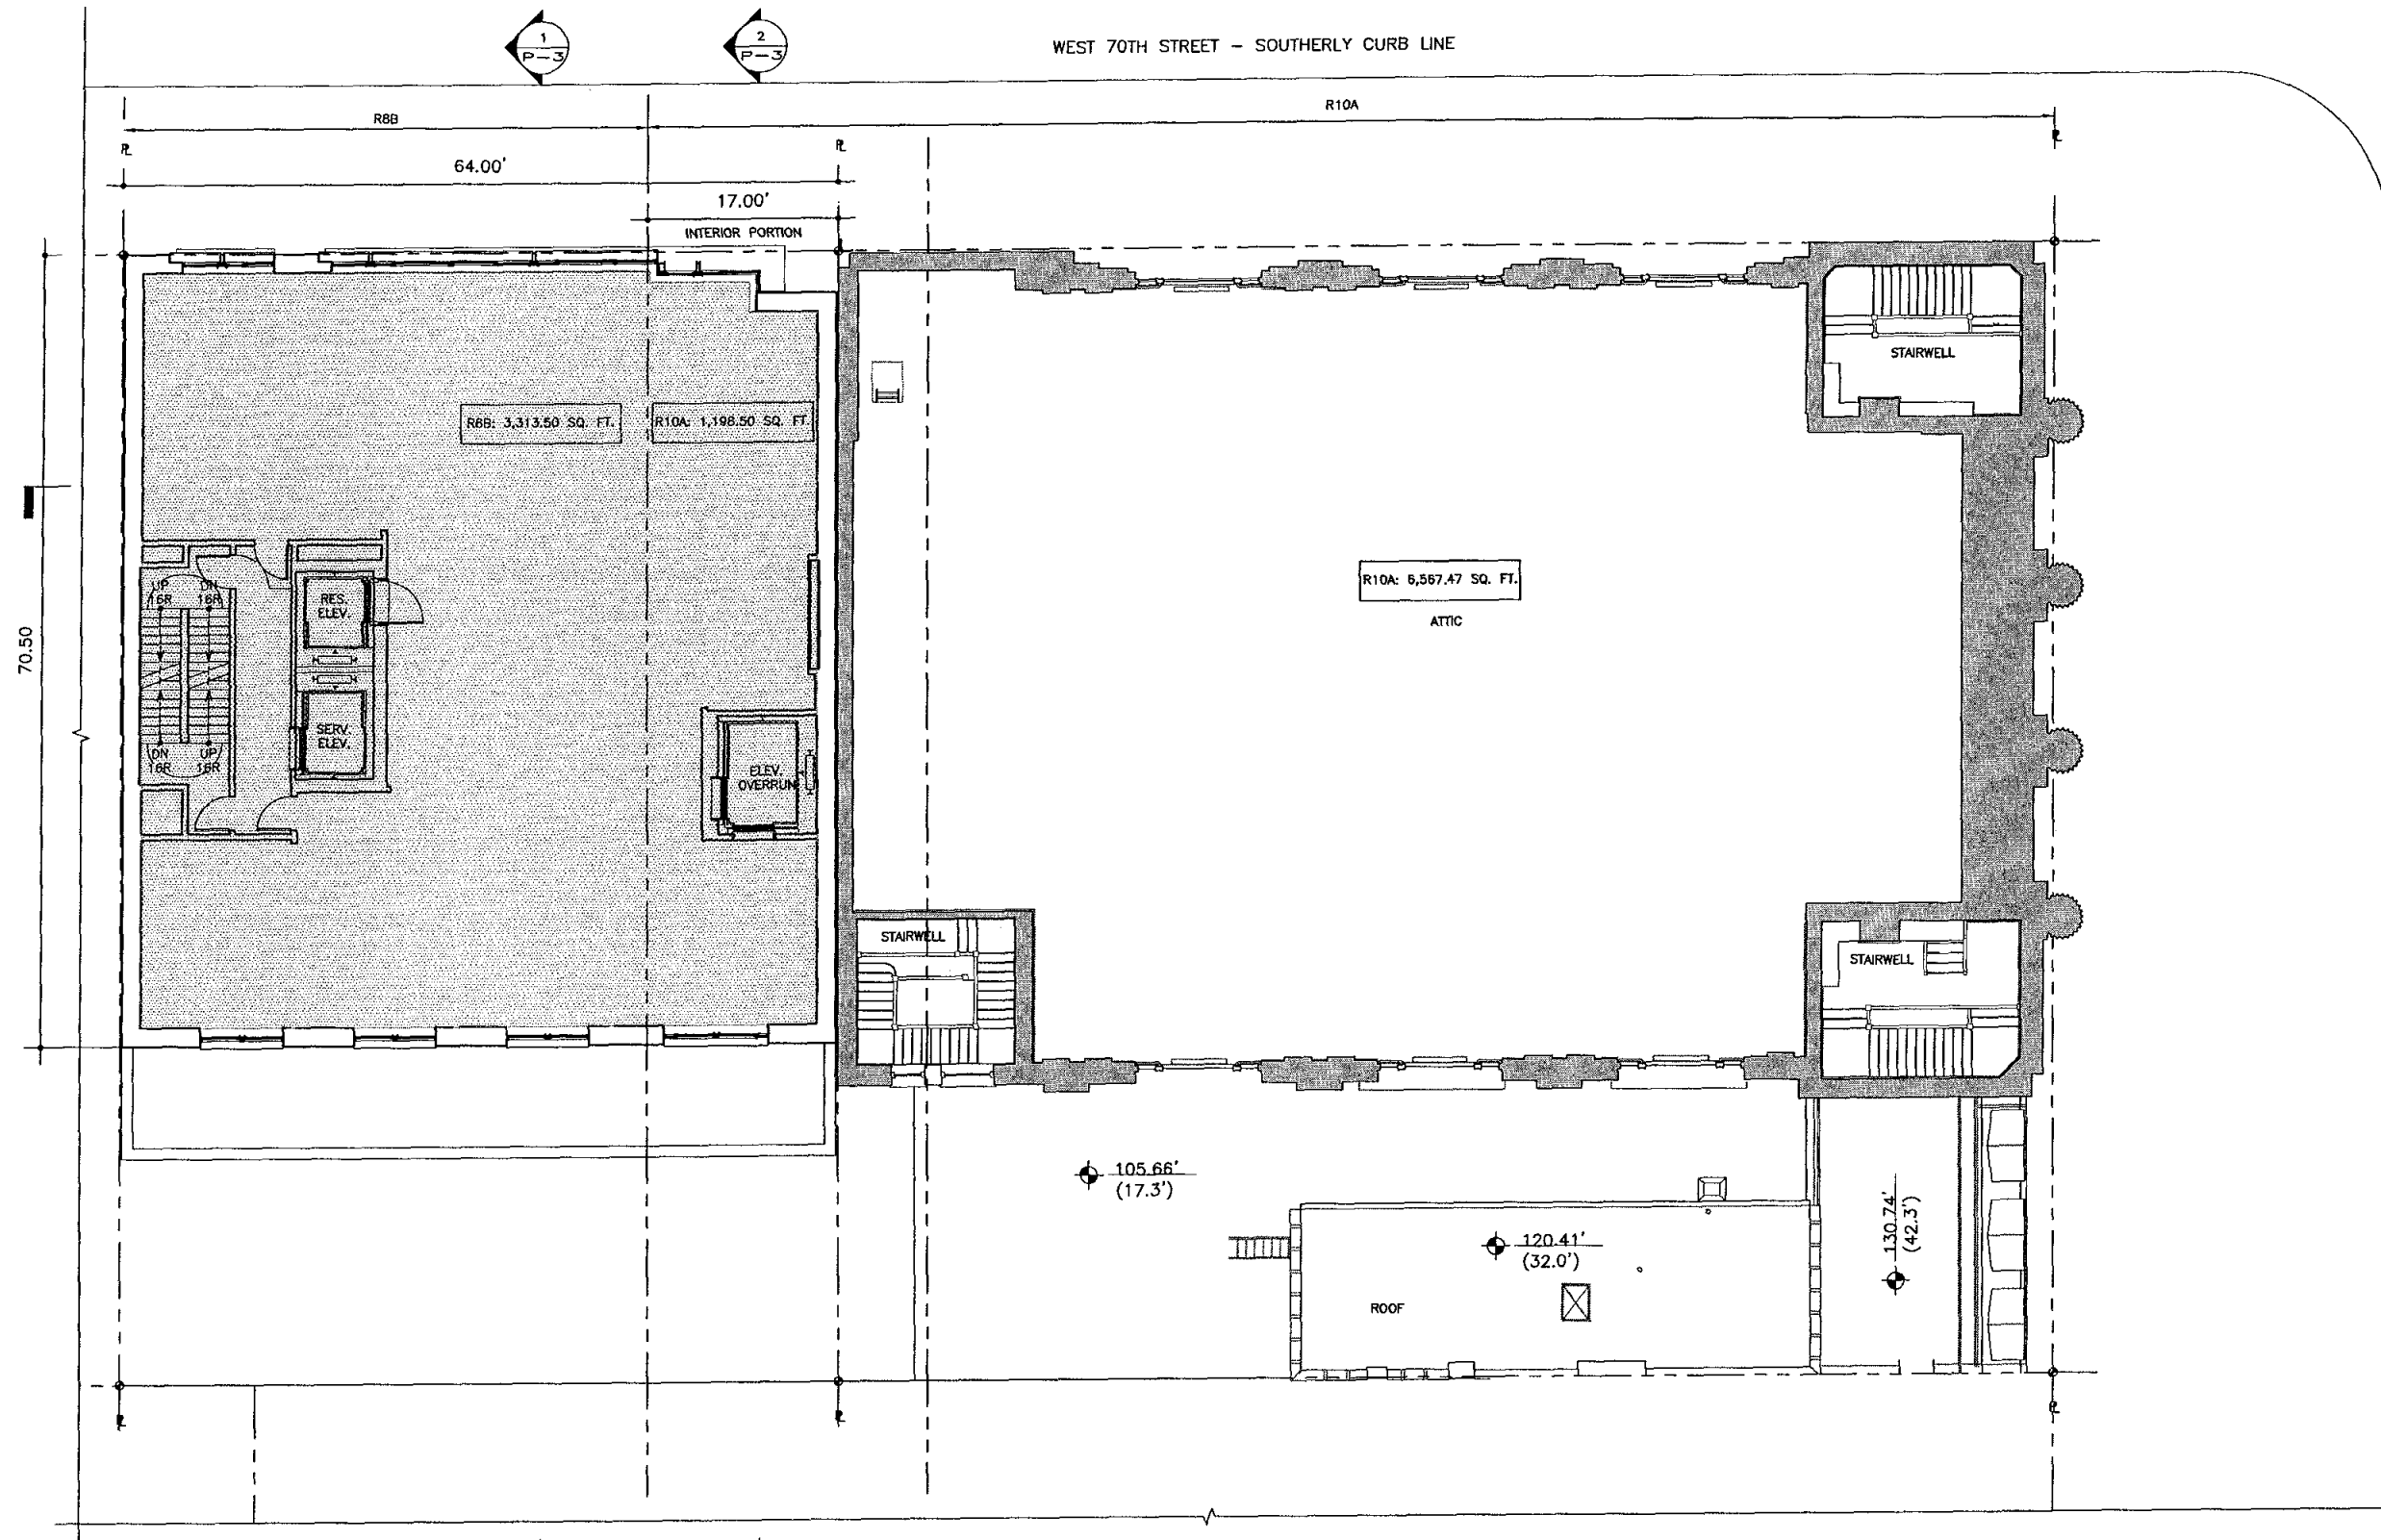 1
P-3
2
P-3
WEST 70TH STREET - SOUTHERLY CURB LINE
R8B
R10A
64.00'
17.00'
INTERIOR PORTION
STAIRWELL
R8B: 3,313.50 SQ. FT.
R10A: 1,198.50 SQ. FT.
R10A: 6,567.47 SQ. FT.
ATTIC
70.50
UP
16R
DN
16R
RES.
ELEV.
SERV.
ELEV.
DN
16R
UP
16R
ELEV.
OVERRUN
STAIRWELL
STAIRWELL
105.66'
(17.3')
120.41'
(32.0')
130.74'
(42.3')
ROOF